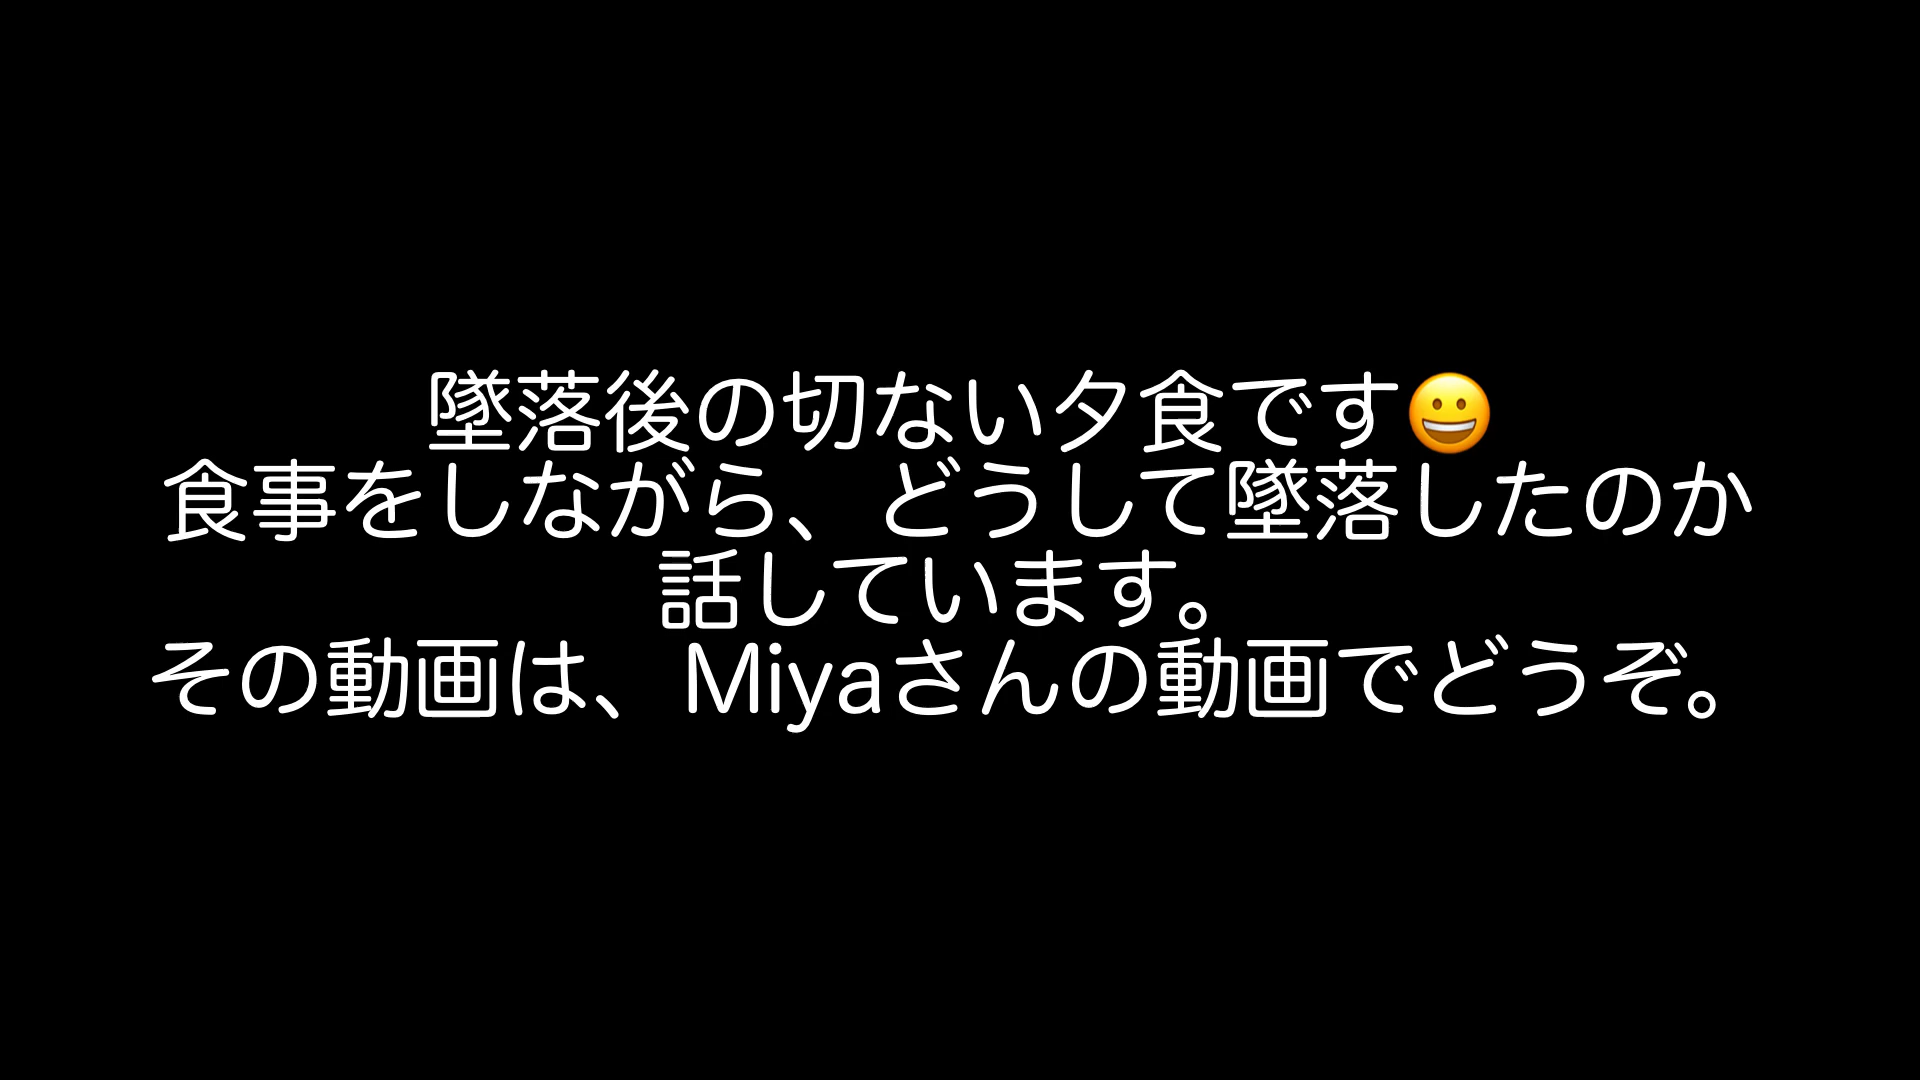 墜落後の切ない夕食です😀
食事をしながら、どうして墜落したのか
話しています。
その動画は、Miyaさんの動画でどうぞ。